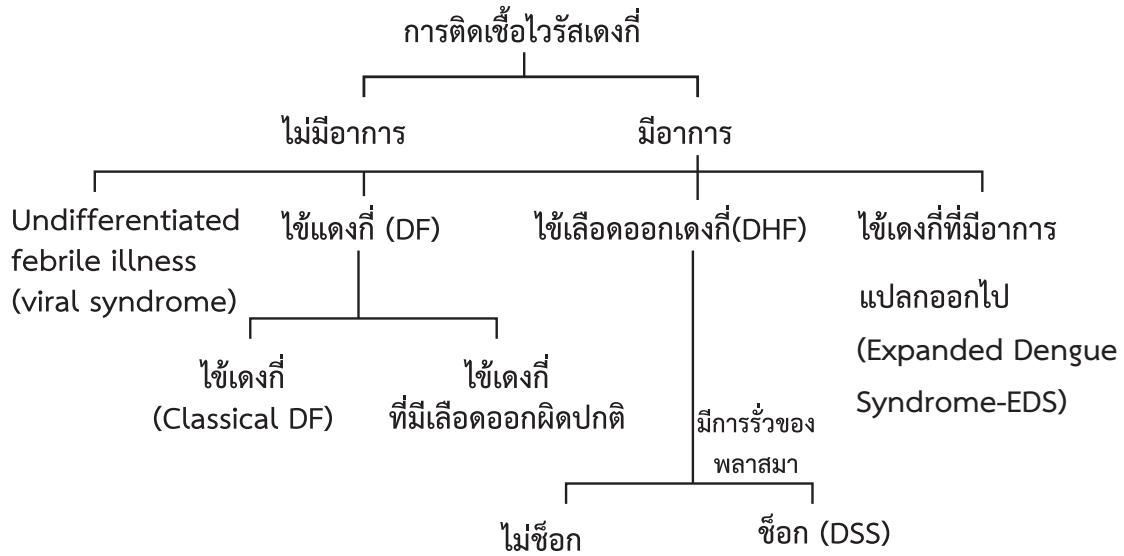 การติดเชื้อไวรัสเดงกี่
ไม่มีอาการ
มีอาการ
Undifferentiated
febrile illness
(viral syndrome)
ไข้แดงกี่ (DF)
ไข้เลือดออกเดงกี่(DHF)
ไข้เดงกี่ที่มีอาการ
แปลกออกไป
(Expanded Dengue
Syndrome-EDS)
ไข้เดงกี่
(Classical DF)
ไข้เดงกี่
ที่มีเลือดออกผิดปกติ
มีการรั่วของ
พลาสมา
ไม่ช็อก
ช็อก (DSS)